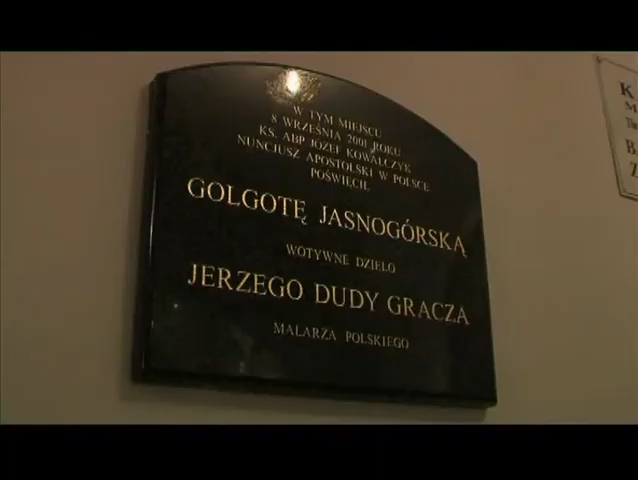 W TYM MIEJSCU
8 WRZEŚNIA 2001 ROKU
KS. ABP JÓZEF KOWALCZYK
NUNCJUSZ APOSTOLSKI W POLSCE
POŚWIĘCIŁ
GOLGOTĘ JASNOGÓRSKĄ
WOTYWNE DZIEŁO
JERZEGO DUDY GRACZA
MALARZA POLSKIEGO